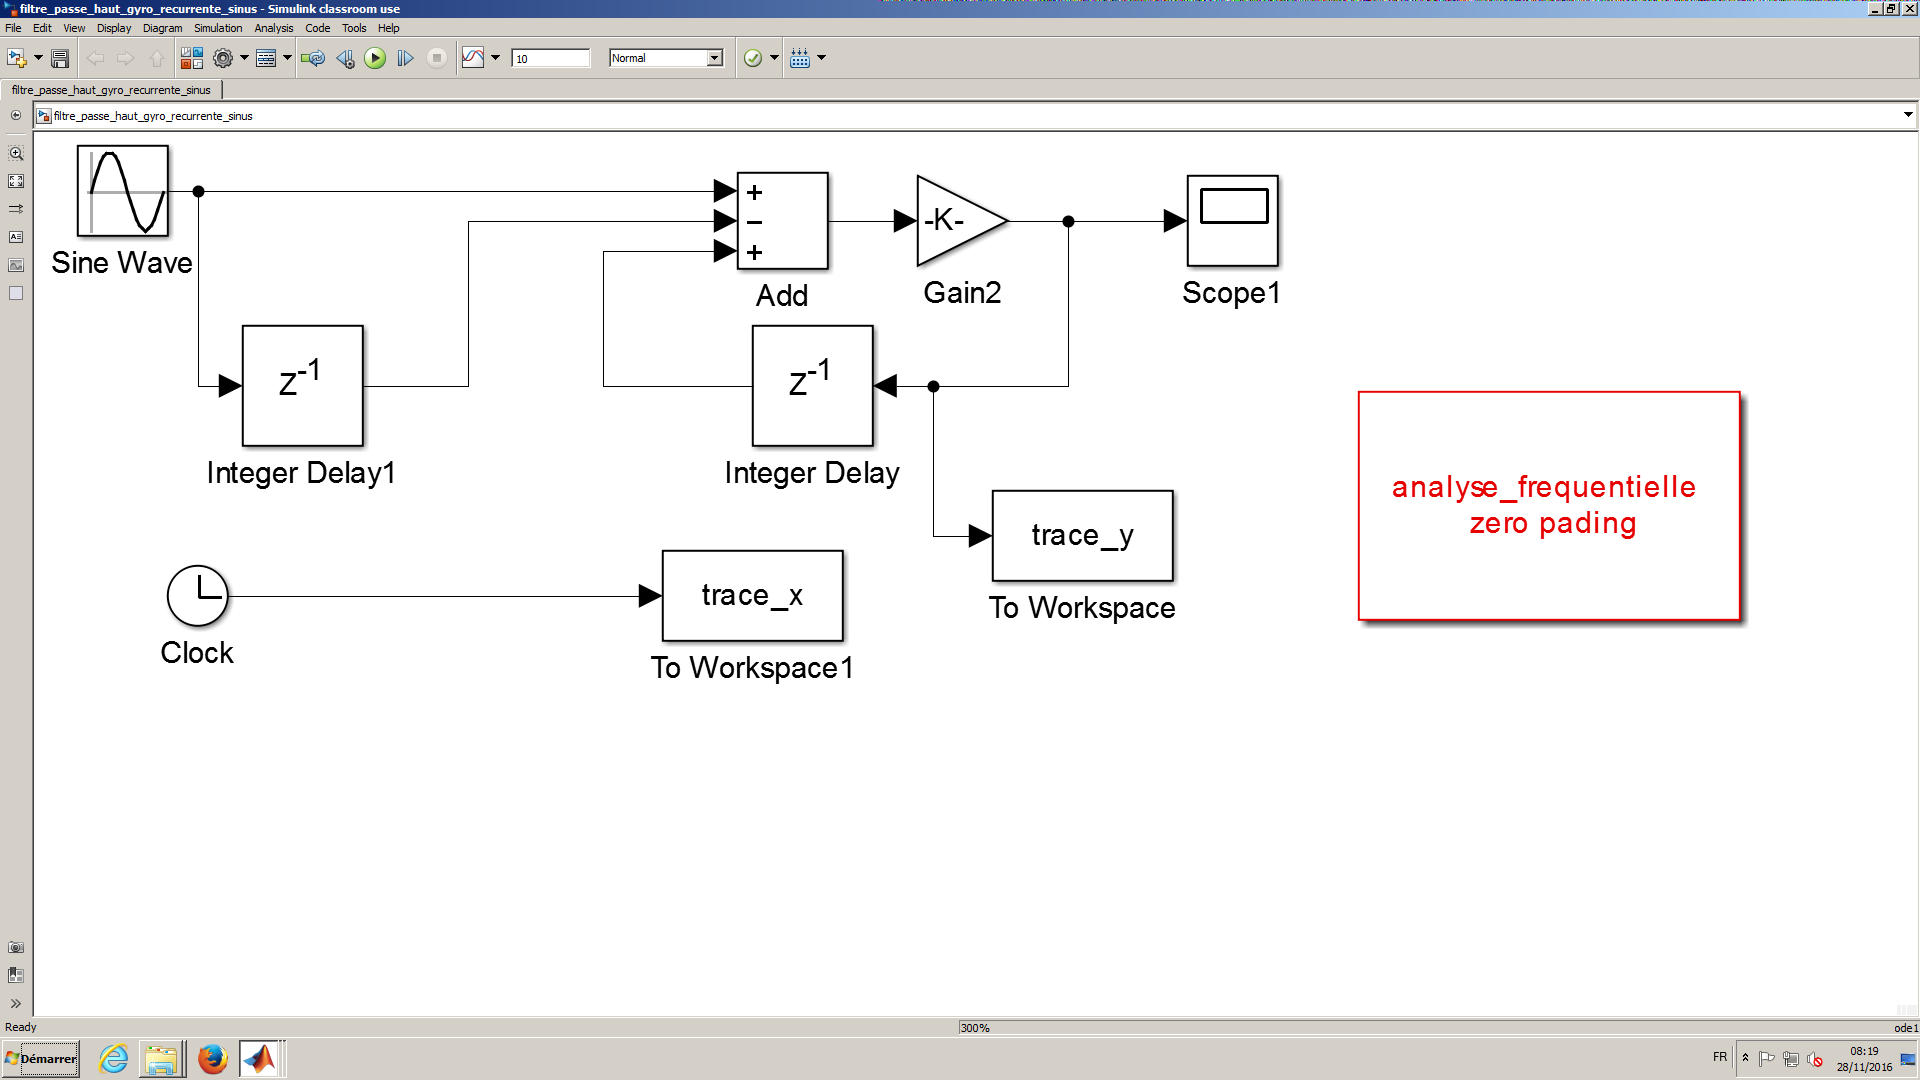 filtre_passe_haut_gyro_recurrente_sinus - Simulink classroom use
File Edit View Display Diagram Simulation Analysis Code Tools Help
10 Normal
filtre_passe_haut_gyro_recurrente_sinus
filtre_passe_haut_gyro_recurrente_sinus
Sine Wave
+
−
+
Add
-K-
Gain2
Scope1
z-1
Integer Delay1
z-1
Integer Delay
analyse_frequentielle
zero pading
trace_y
To Workspace
Clock
trace_x
To Workspace1
Ready 300% ode1
Démarrer FR 08:19
28/11/2016